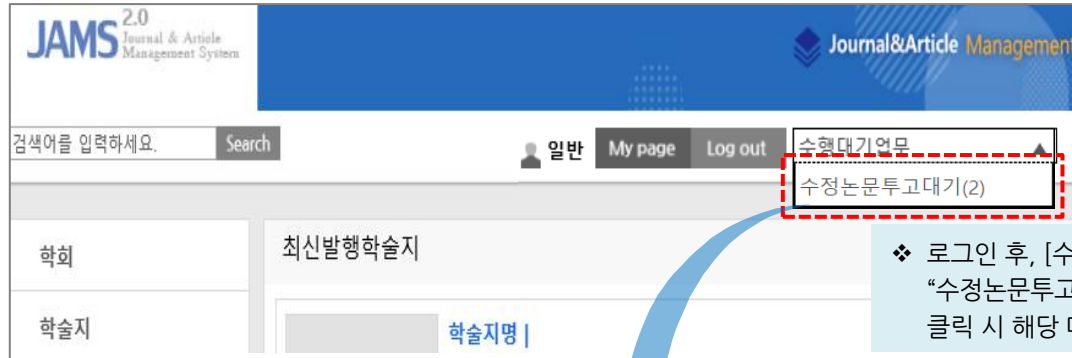 JAMS 2.0
Journal & Article
Management System
Journal&Article Management
검색어를 입력하세요.
Search
일반
My page
Log out
수행대기업무
수정논문투고대기(2)
학회
최신발행학술지
❖ 로그인 후, [수
“수정논문투고
클릭 시 해당
학술지
학술지명 |